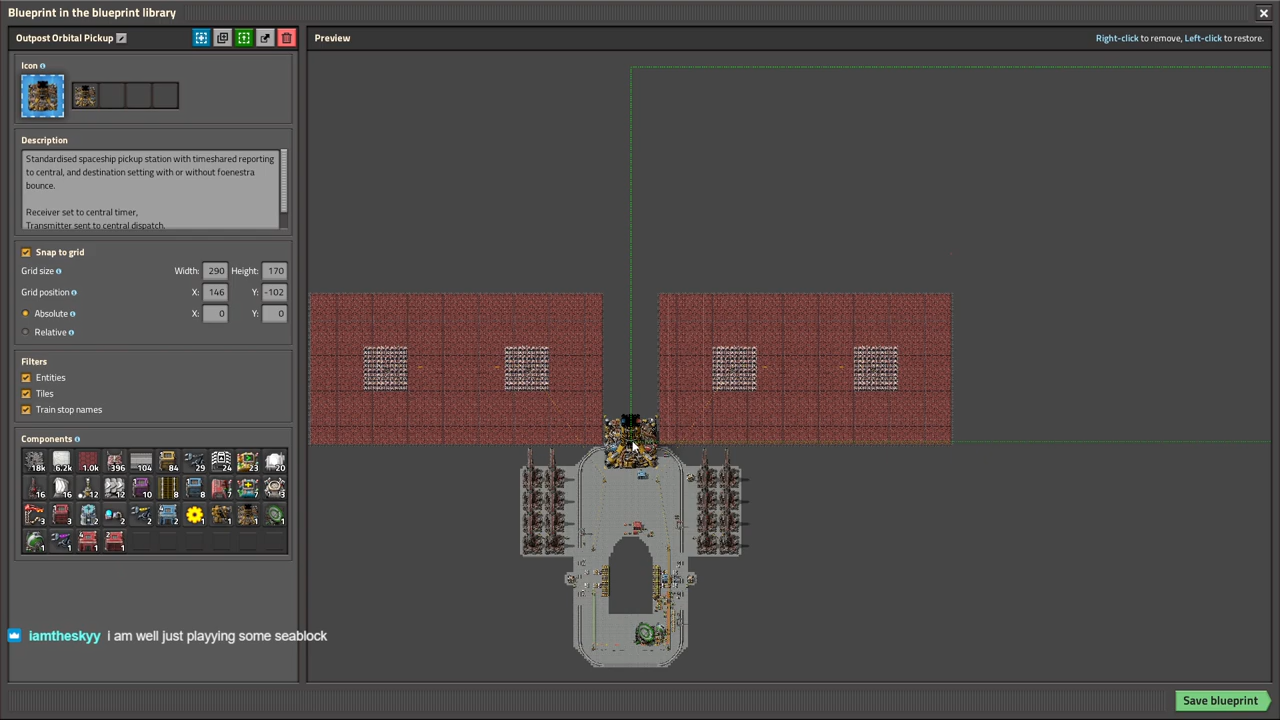 Blueprint in the blueprint library
Outpost Orbital Pickup
Preview
Right-click to remove, Left-click to restore.
Icon
Description
Standardised spaceship pickup station with timeshared reporting
to central, and destination setting with or without foenestra
bounce.
Receiver set to central timer,
Transmitter sent to central dispatch.
Snap to grid
Grid size Width: 290 Height: 170
Grid position X: 146 Y: -102
Absolute X: 0 Y: 0
Relative
Filters
Entities
Tiles
Train stop names
Components
18k 6.2k 1.0k 396 104 84 29 24 23 20
16 16 12 12 10 8 8 7 7 3
3 3 2 2 2 2 1 1 1 1
1 1 1 1
iamtheskyy i am well just playying some seablock
Save blueprint